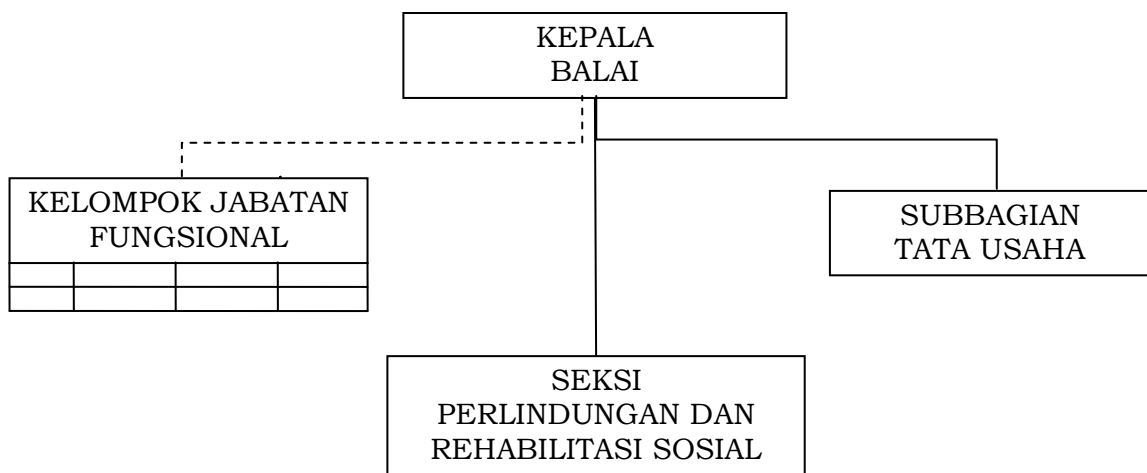 KEPALA
BALAI
KELOMPOK JABATAN
FUNGSIONAL
SUBBAGIAN
TATA USAHA
SEKSI
PERLINDUNGAN DAN
REHABILITASI SOSIAL